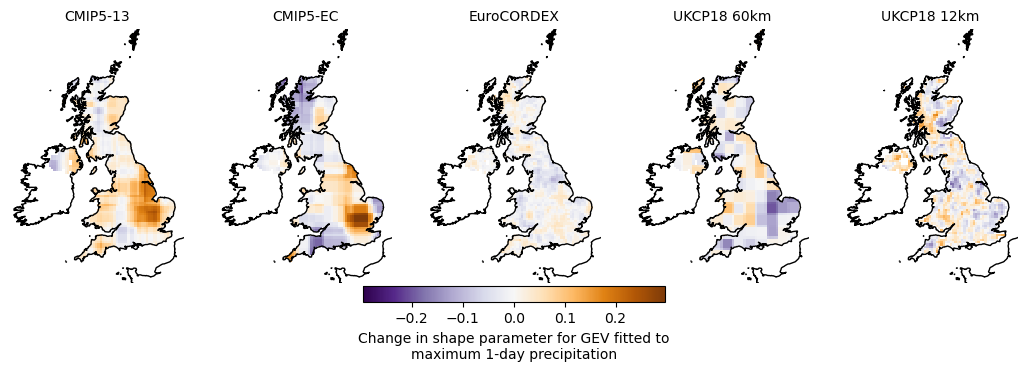 CMIP5-13
CMIP5-EC
EuroCORDEX
UKCP18 60km
UKCP18 12km
−0.2
−0.1
0.0
0.1
0.2
Change in shape parameter for GEV fitted to
maximum 1-day precipitation